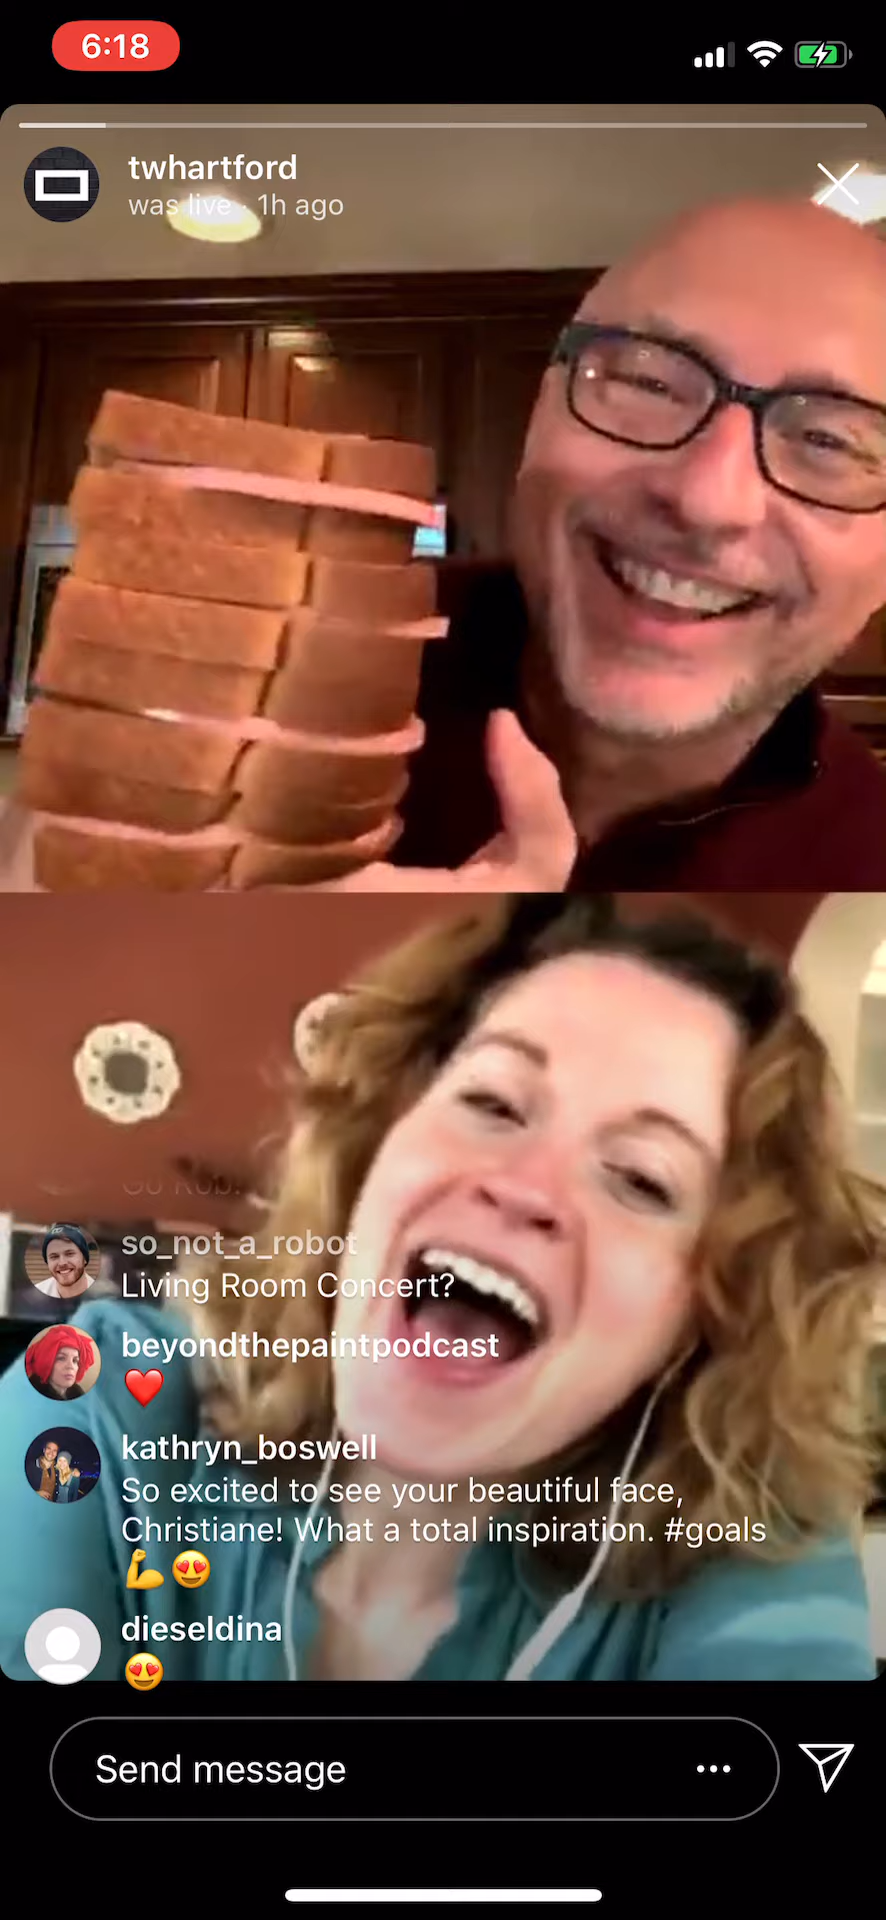 6:18
twhartford
was live · 1h ago
so_not_a_robot
Living Room Concert?
beyondthepaintpodcast
❤️
kathryn_boswell
So excited to see your beautiful face,
Christiane! What a total inspiration. #goals
💪😍
dieseldina
😍
Send message